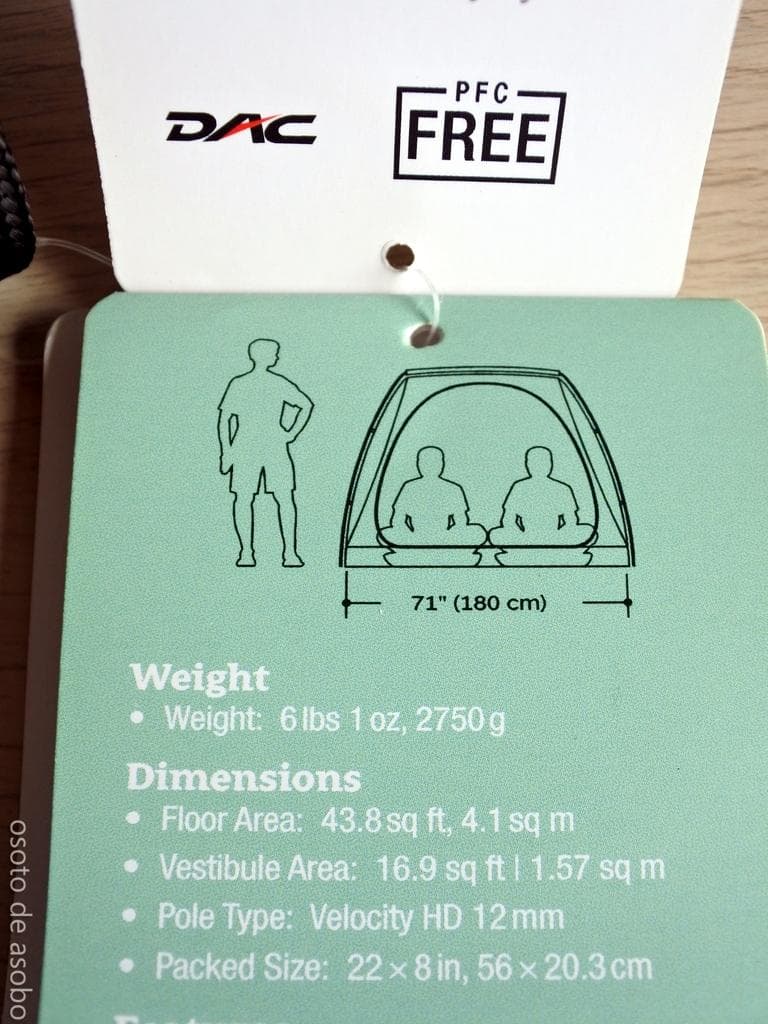 DAC
PFC
FREE
71" (180 cm)
Weight
• Weight: 6 lbs 1 oz, 2750 g
Dimensions
• Floor Area: 43.8 sq ft, 4.1 sq m
• Vestibule Area: 16.9 sq ft | 1.57 sq m
• Pole Type: Velocity HD 12 mm
• Packed Size: 22 × 8 in, 56 × 20.3 cm
osoto de asobo